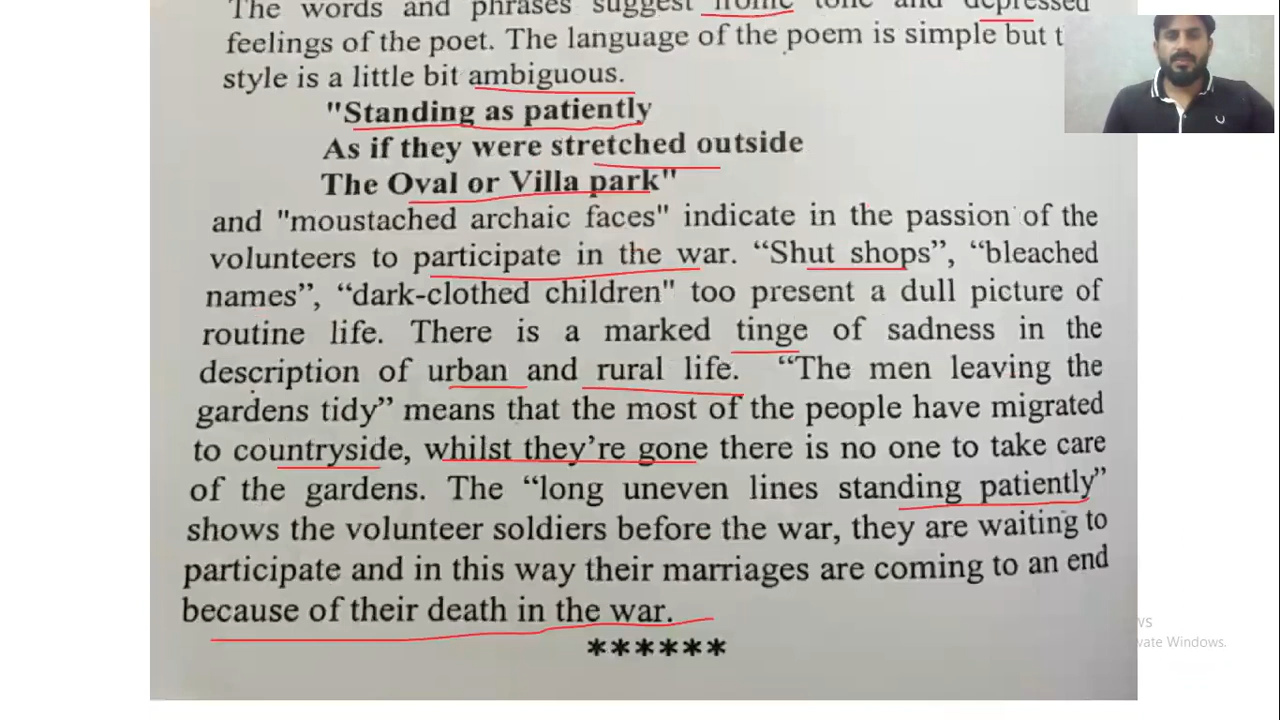 The words and phrases suggest ironic tone and depressed
feelings of the poet. The language of the poem is simple but t
style is a little bit ambiguous.
"Standing as patiently
As if they were stretched outside
The Oval or Villa park"
and "moustached archaic faces" indicate in the passion of the
volunteers to participate in the war. “Shut shops”, “bleached
names”, “dark-clothed children" too present a dull picture of
routine life. There is a marked tinge of sadness in the
description of urban and rural life. “The men leaving the
gardens tidy” means that the most of the people have migrated
to countryside, whilst they’re gone there is no one to take care
of the gardens. The “long uneven lines standing patiently”
shows the volunteer soldiers before the war, they are waiting to
participate and in this way their marriages are coming to an end
because of their death in the war.
******
ws
vate Windows.